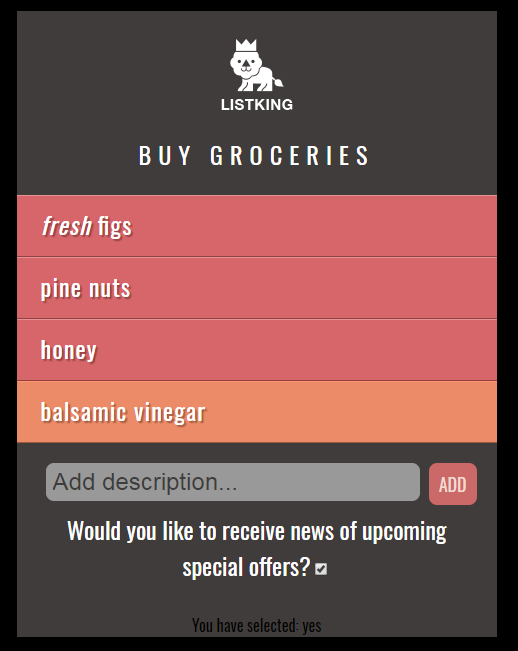 LISTKING
BUY GROCERIES
fresh figs
pine nuts
honey
balsamic vinegar
Add description...
ADD
Would you like to receive news of upcoming
special offers?
You have selected: yes